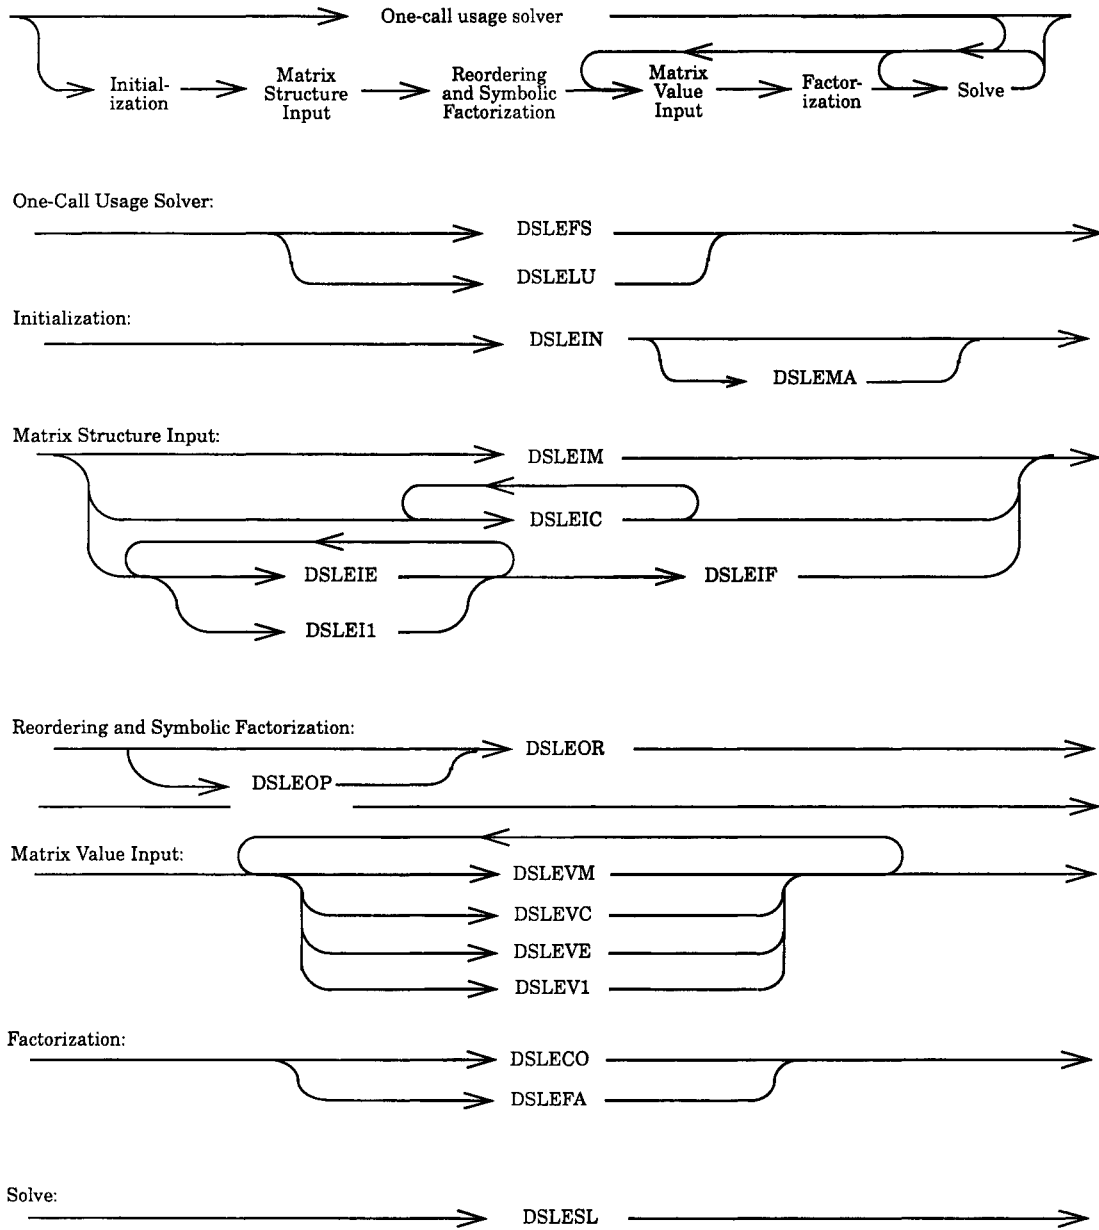 One-call usage solver
Initial-
ization
Matrix
Structure
Input
Reordering
and Symbolic
Factorization
Matrix
Value
Input
Factor-
ization
Solve
One-Call Usage Solver:
DSLEFS
DSLELU
Initialization:
DSLEIN
DSLEMA
Matrix Structure Input:
DSLEIM
DSLEIC
DSLEIE
DSLEIF
DSLEI1
Reordering and Symbolic Factorization:
DSLEOR
DSLEOP
Matrix Value Input:
DSLEVM
DSLEVC
DSLEVE
DSLEV1
Factorization:
DSLECO
DSLEFA
Solve:
DSLESL